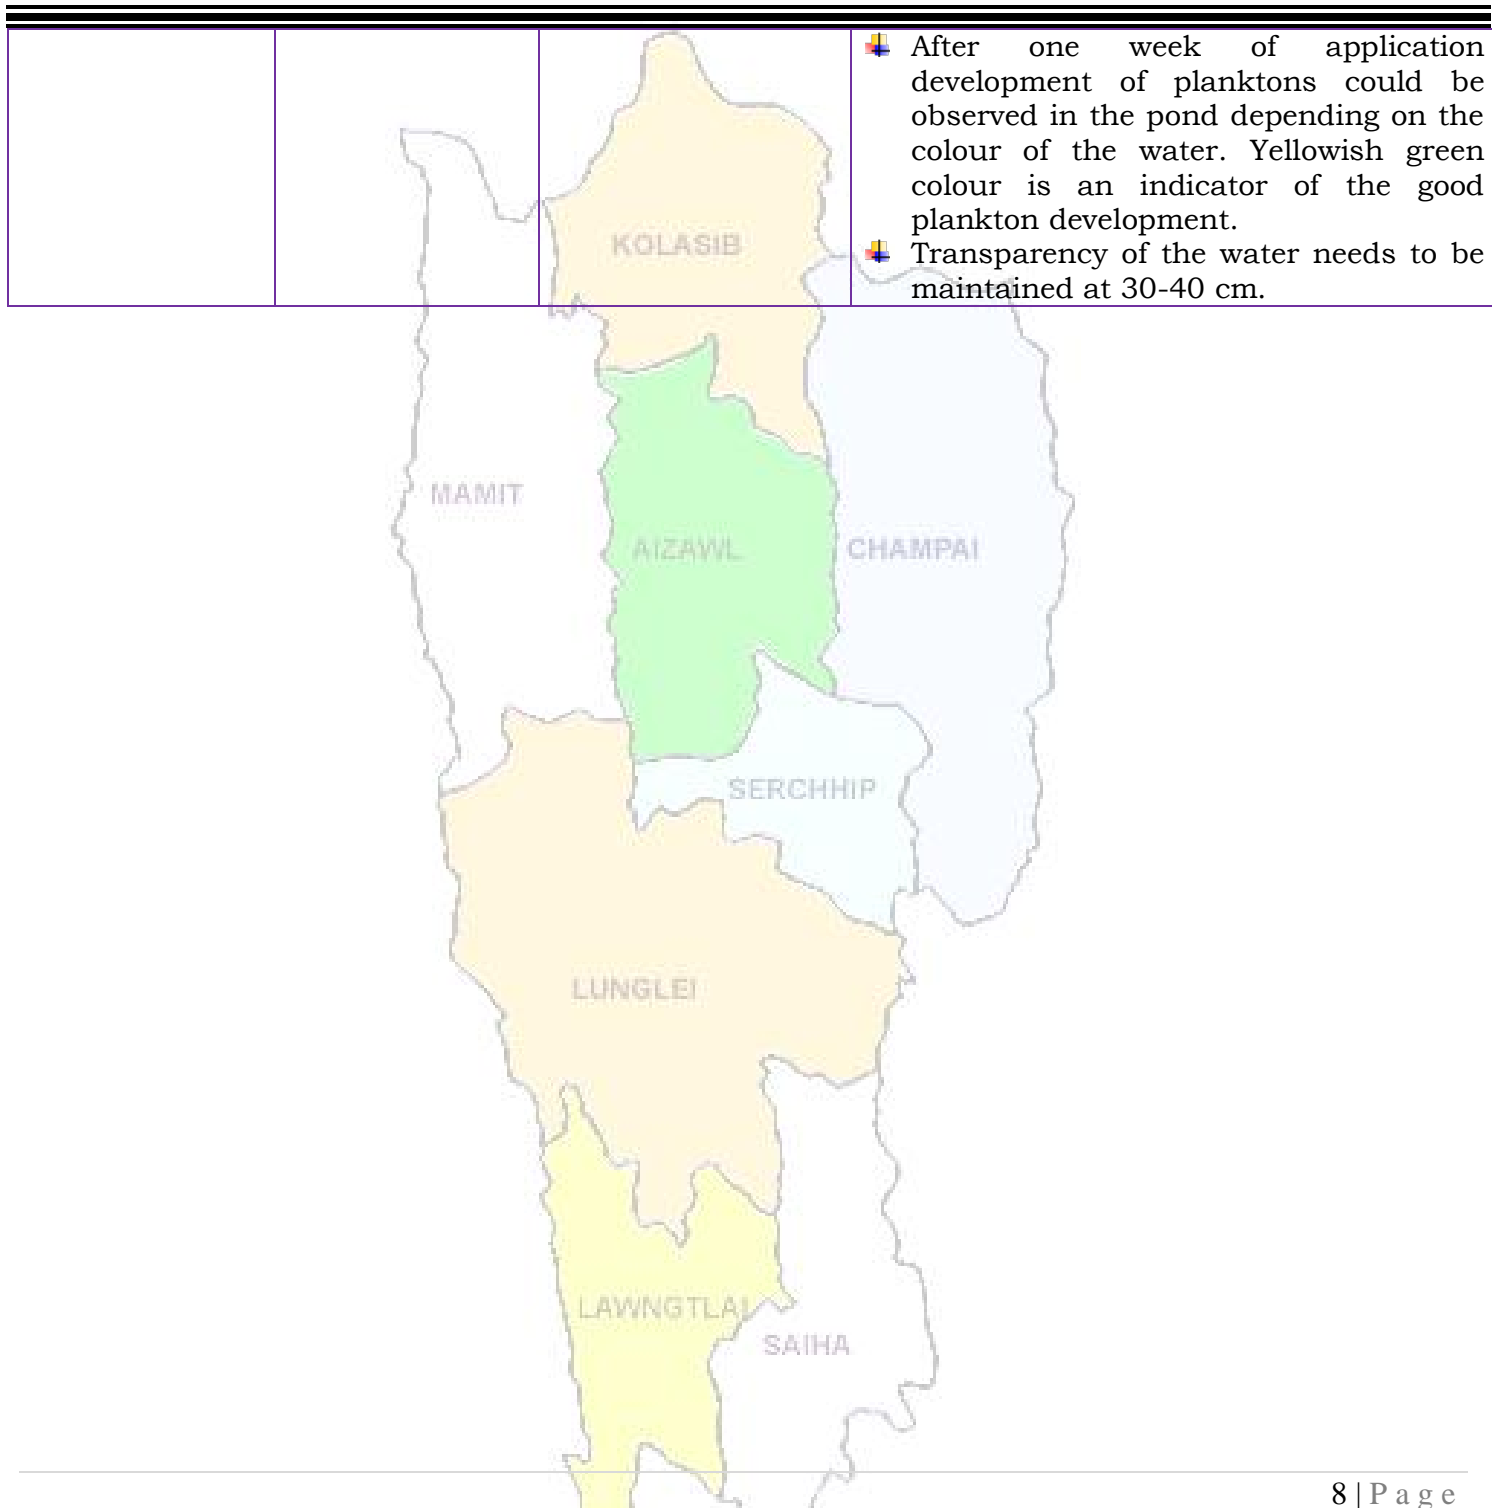 After one week of application
development of planktons could be
observed in the pond depending on the
colour of the water. Yellowish green
colour is an indicator of the good
plankton development.
Transparency of the water needs to be
maintained at 30-40 cm.
KOLASIB
MAMIT
AIZAWL
CHAMPAI
SERCHHIP
LUNGLEI
LAWNGTLAI
SAIHA
8 | P a g e